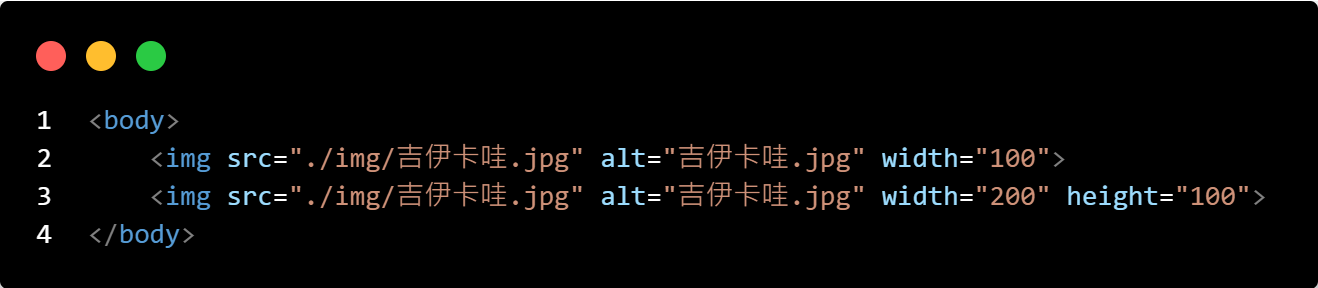 1 <body>
2     <img src="./img/吉伊卡哇.jpg" alt="吉伊卡哇.jpg" width="100">
3     <img src="./img/吉伊卡哇.jpg" alt="吉伊卡哇.jpg" width="200" height="100">
4 </body>